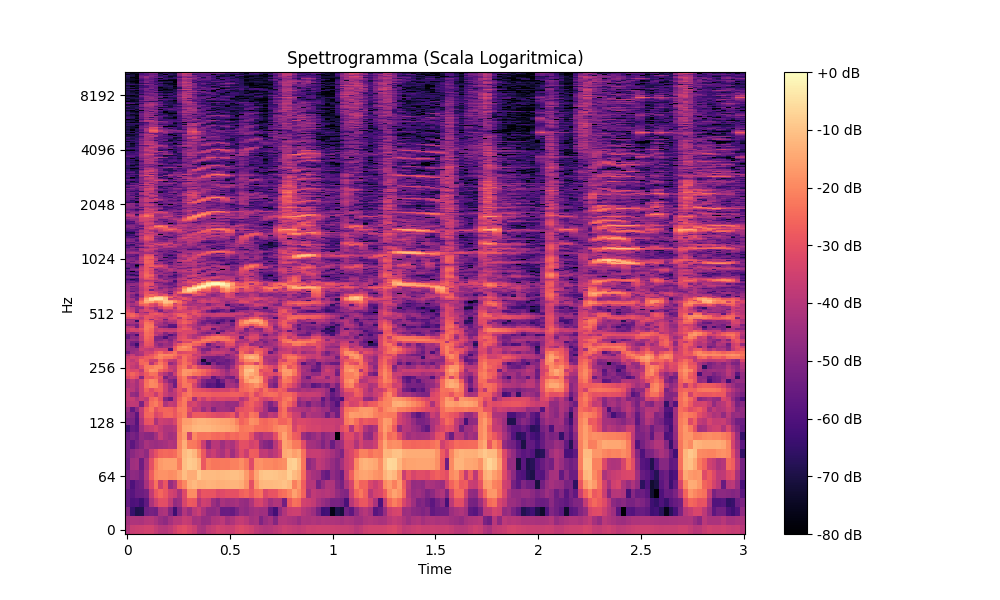 Spettrogramma (Scala Logaritmica)
Hz
8192
4096
2048
1024
512
256
128
64
0
0
0.5
1
1.5
2
2.5
3
Time
+0 dB
-10 dB
-20 dB
-30 dB
-40 dB
-50 dB
-60 dB
-70 dB
-80 dB